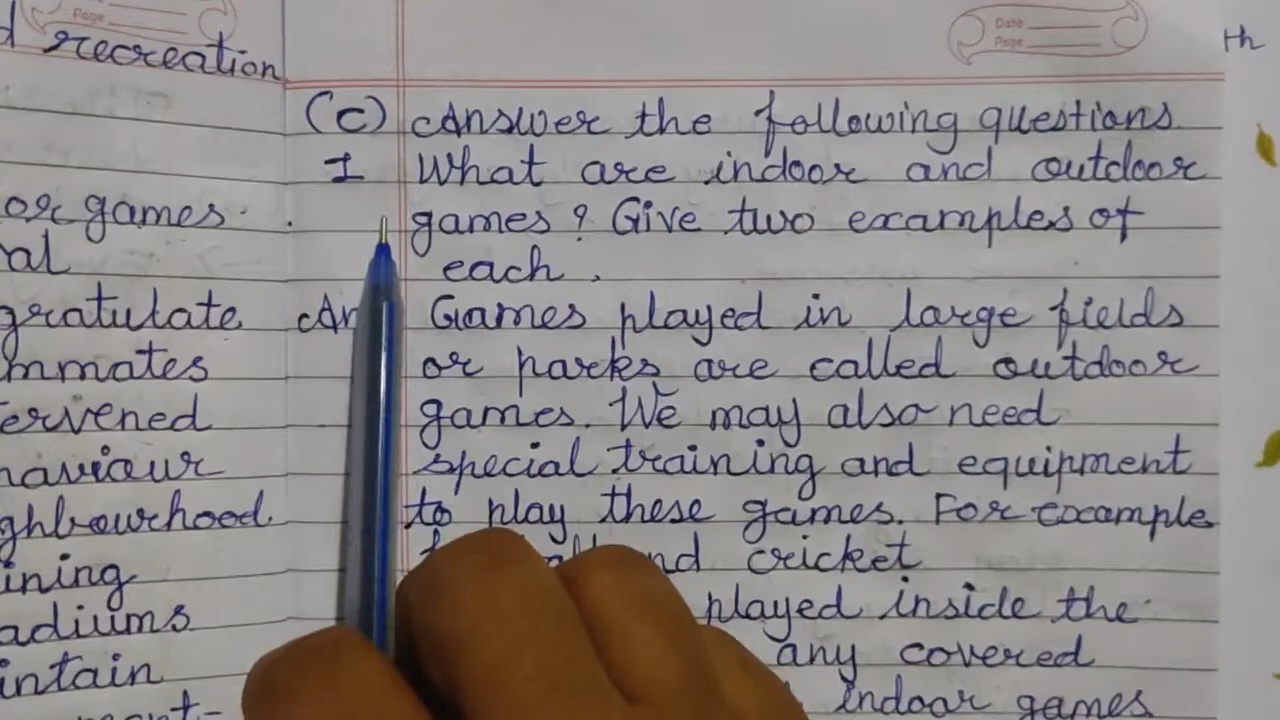 Page
recreation
games.
gratulate
mmates
ervened
haviour
ghbourhood
ining
adiums
intain
Date
Page
th
(C) Answer the following questions.
1 What are indoor and outdoor
games? Give two examples of
each.
Games played in large fields
or parks are called outdoor
games. We may also need
special training and equipment
to play these games. For example
cricket
played inside the
any covered
indoor games